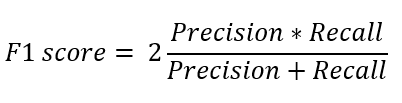 F1 score = 2 Precision * Recall / Precision + Recall